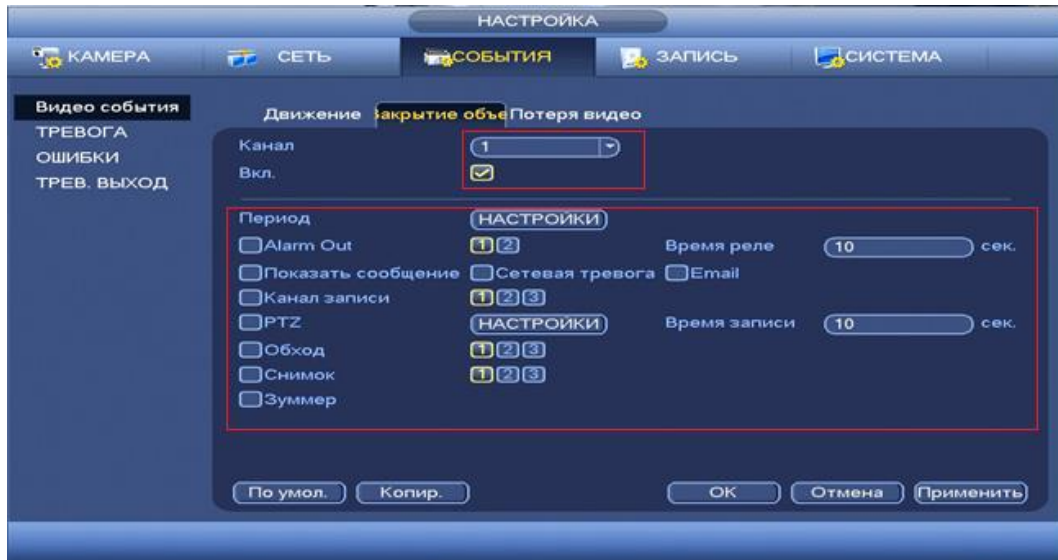 НАСТРОЙКА
КАМЕРА СЕТЬ СОБЫТИЯ ЗАПИСЬ СИСТЕМА
Видео события
ТРЕВОГА
ОШИБКИ
ТРЕВ. ВЫХОД
Движение Закрытие объе Потеря видео
Канал 1
Вкл.
Период НАСТРОЙКИ
Alarm Out 1 2 Время реле 10 сек.
Показать сообщение Сетевая тревога Email
Канал записи 1 2 3
PTZ НАСТРОЙКИ Время записи 10 сек.
Обход 1 2 3
Снимок 1 2 3
Зуммер
По умол. Копир. OK Отмена Применить